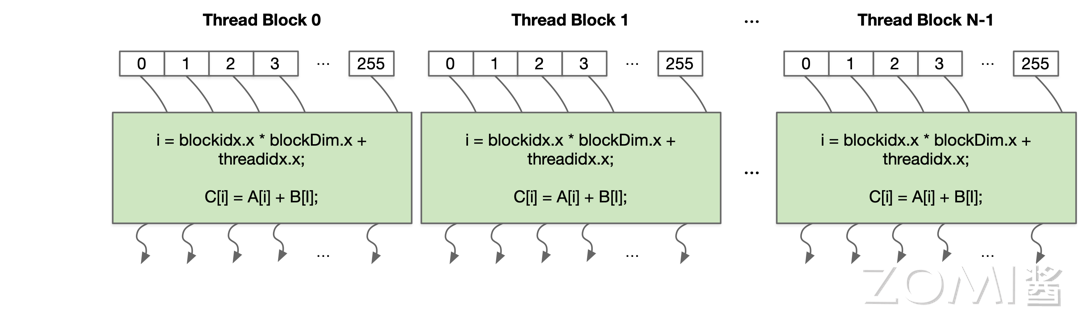 Thread Block 0 Thread Block 1 ... Thread Block N-1
0 1 2 3 ... 255 0 1 2 3 ... 255 0 1 2 3 ... 255
i = blockidx.x * blockDim.x + i = blockidx.x * blockDim.x + i = blockidx.x * blockDim.x +
threadidx.x; threadidx.x; threadidx.x;
...
C[i] = A[i] + B[I]; C[i] = A[i] + B[I]; C[i] = A[i] + B[I];
... ... ...
ZOMI酱